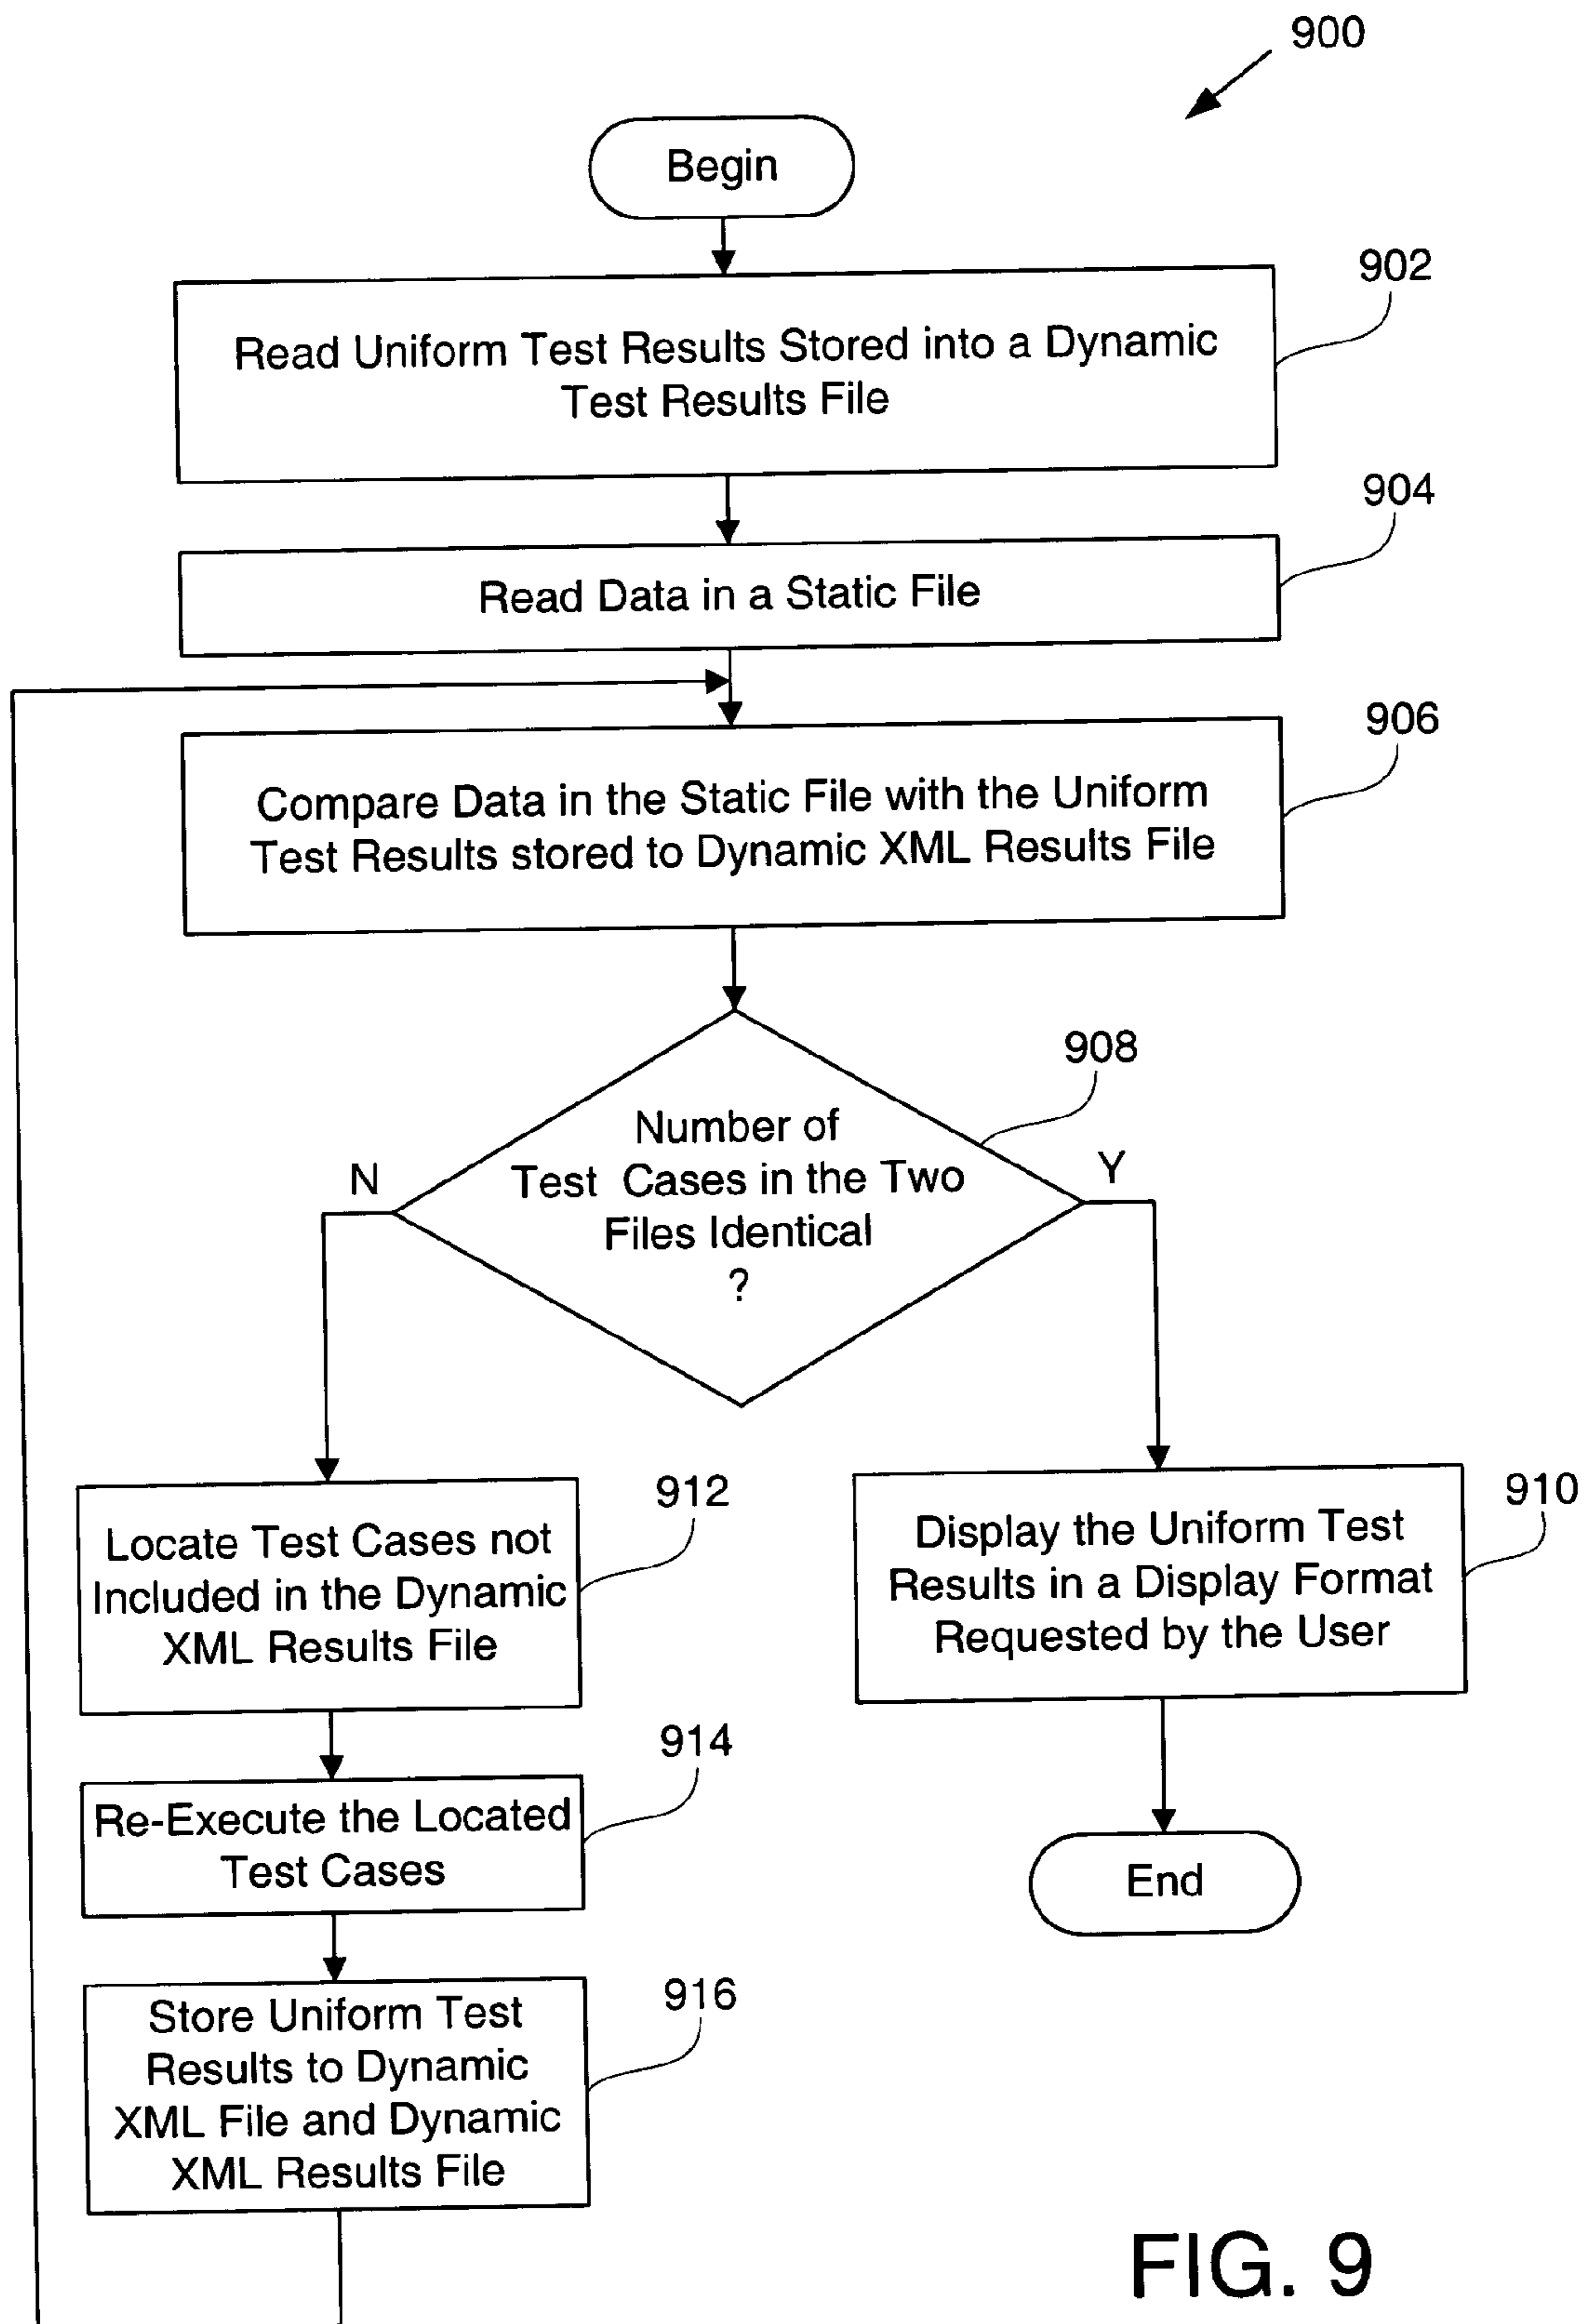 900
Begin
902
Read Uniform Test Results Stored into a Dynamic
Test Results File
904
Read Data in a Static File
906
Compare Data in the Static File with the Uniform
Test Results stored to Dynamic XML Results File
908
Number of
Test Cases in the Two
Files Identical
?
N
Y
912
Locate Test Cases not
Included in the Dynamic
XML Results File
910
Display the Uniform Test
Results in a Display Format
Requested by the User
914
Re-Execute the Located
Test Cases
End
916
Store Uniform Test
Results to Dynamic
XML File and Dynamic
XML Results File
FIG. 9